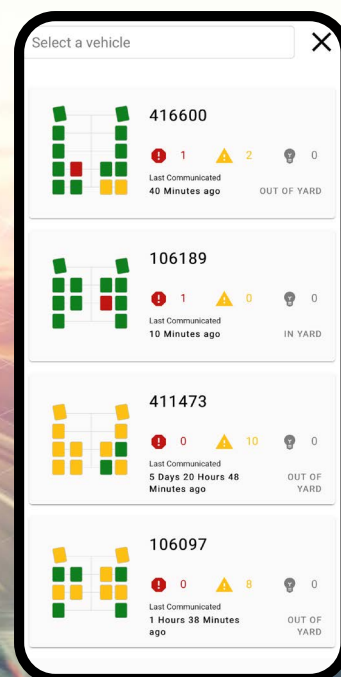 Select a vehicle
416600
1 2 0
Last Communicated
40 Minutes ago OUT OF YARD
106189
1 0 0
Last Communicated
10 Minutes ago IN YARD
411473
0 10 0
Last Communicated
5 Days 20 Hours 48
Minutes ago
OUT OF
YARD
106097
0 8 0
Last Communicated
1 Hours 38 Minutes
ago
OUT OF
YARD